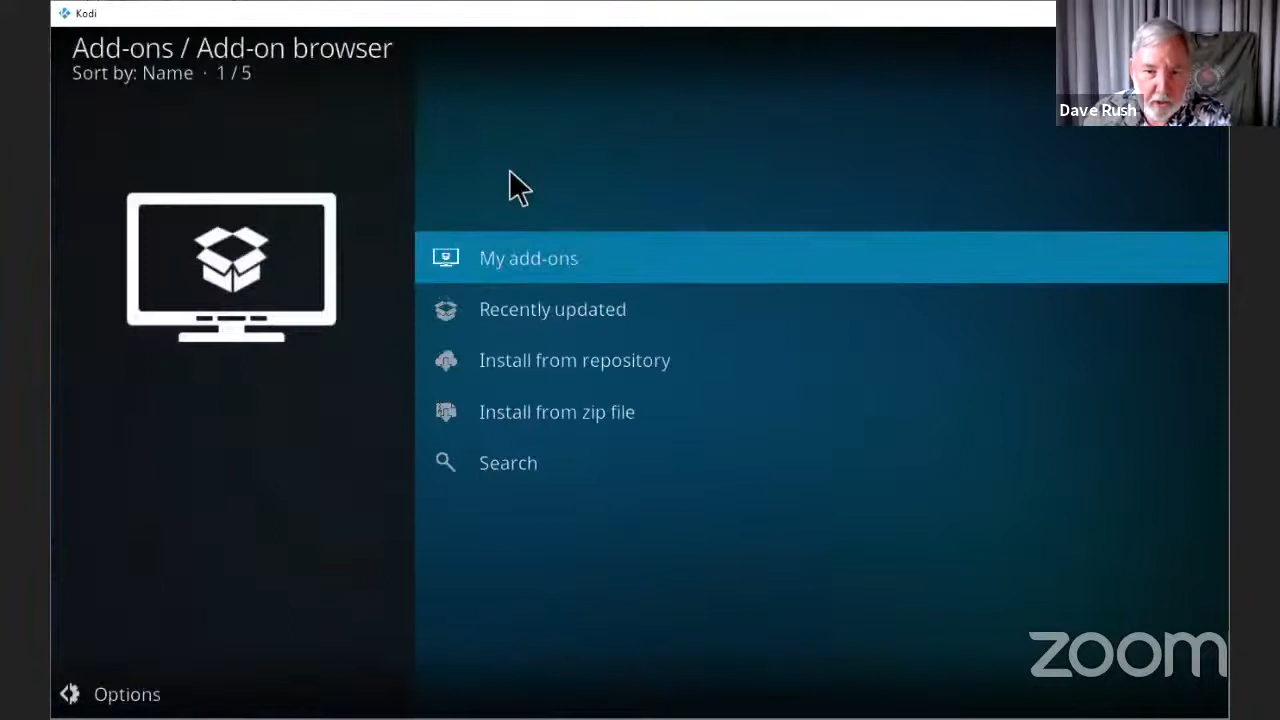 Kodi
Add-ons / Add-on browser
Sort by: Name · 1 / 5
Dave Rush
My add-ons
Recently updated
Install from repository
Install from zip file
Search
zoom
Options